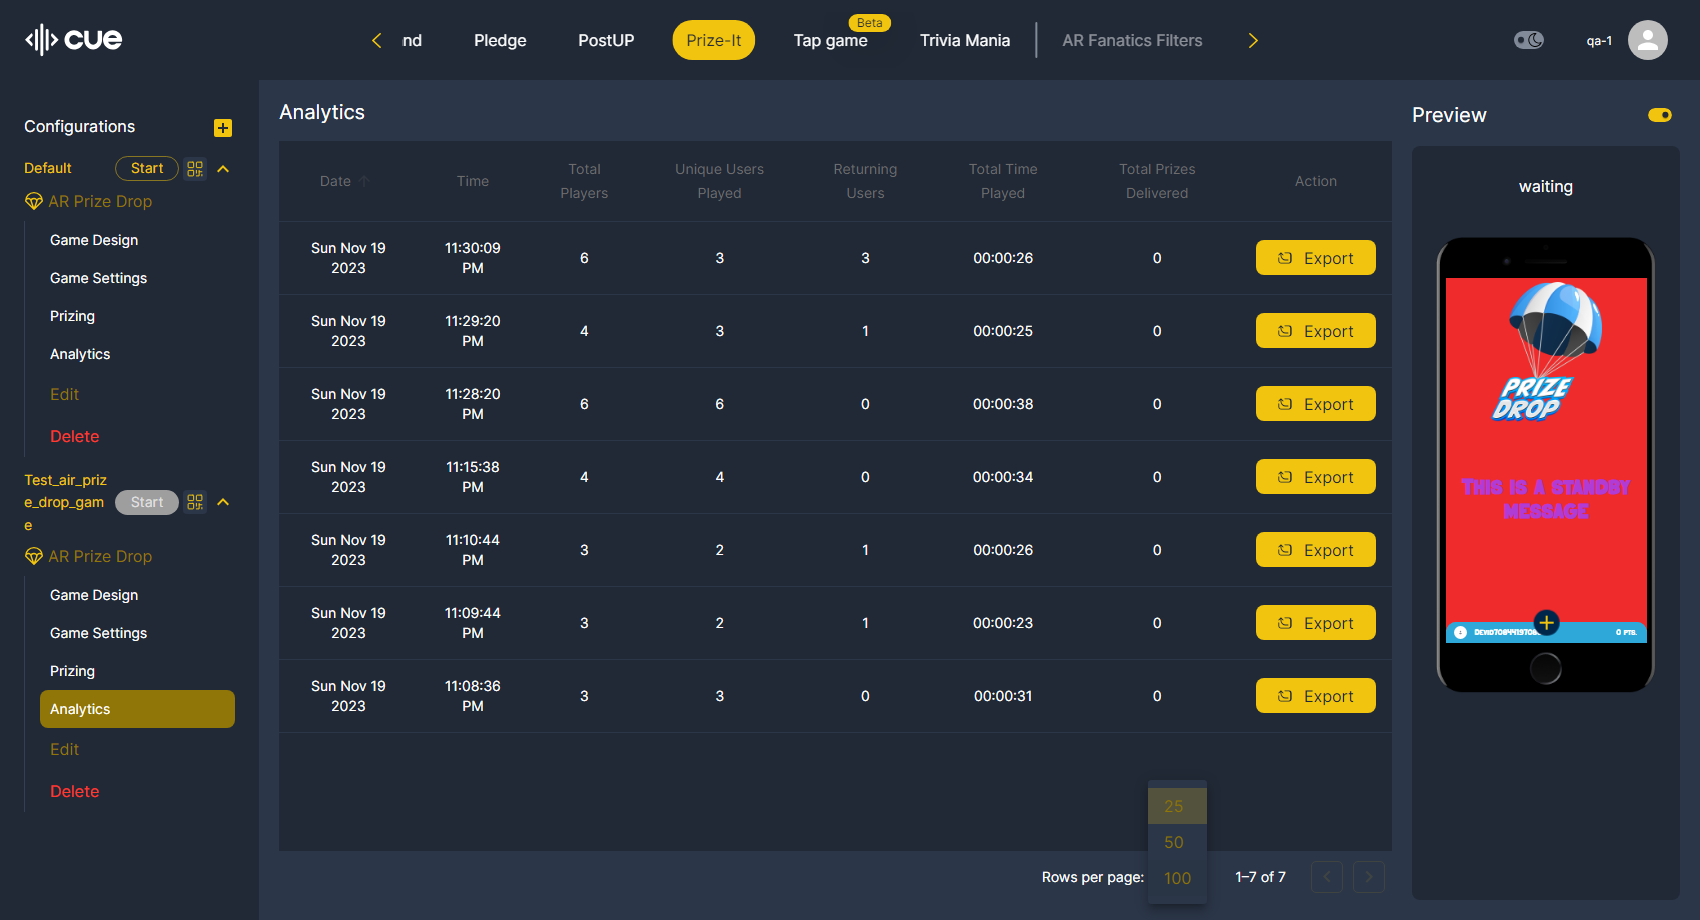 cue
nd
Pledge
PostUP
Prize-It
Beta
Tap game
Trivia Mania
AR Fanatics Filters
qa-1
Configurations
Default
Start
AR Prize Drop
Game Design
Game Settings
Prizing
Analytics
Edit
Delete
Test_air_priz
e_drop_gam
e
Start
AR Prize Drop
Game Design
Game Settings
Prizing
Analytics
Edit
Delete
Analytics
Date
Time
Total
Players
Unique Users
Played
Returning
Users
Total Time
Played
Total Prizes
Delivered
Action
Sun Nov 19
2023
11:30:09
PM
6
3
3
00:00:26
0
Export
Sun Nov 19
2023
11:29:20
PM
4
3
1
00:00:25
0
Export
Sun Nov 19
2023
11:28:20
PM
6
6
0
00:00:38
0
Export
Sun Nov 19
2023
11:15:38
PM
4
4
0
00:00:34
0
Export
Sun Nov 19
2023
11:10:44
PM
3
2
1
00:00:26
0
Export
Sun Nov 19
2023
11:09:44
PM
3
2
1
00:00:23
0
Export
Sun Nov 19
2023
11:08:36
PM
3
3
0
00:00:31
0
Export
25
50
100
Rows per page:
1–7 of 7
Preview
waiting
PRIZE
DROP
THIS IS A STANDBY
MESSAGE
0 PTS.